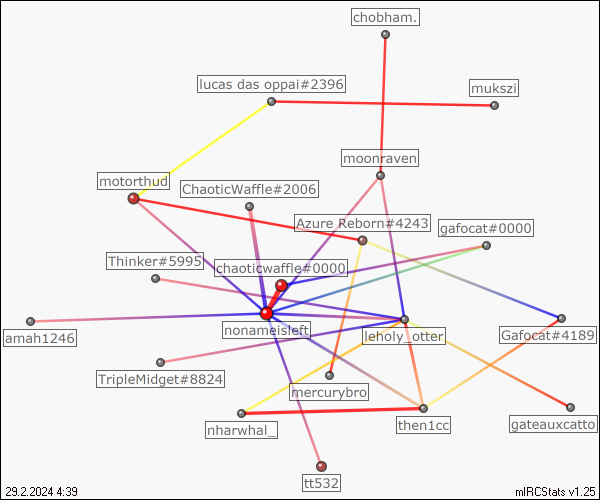 chobham.
lucas das oppai#2396
mukszi
moonraven
motorthud
ChaoticWaffle#2006
Azure Reborn#4243
gafocat#0000
Thinker#5995
chaoticwaffle#0000
nonameisleft
leholy_otter
amah1246
Gafocat#4189
TripleMidget#8824
mercurybro
nharwhal_
then1cc
gateauxcatto
tt532
29.2.2024 4:39
mIRCStats v1.25